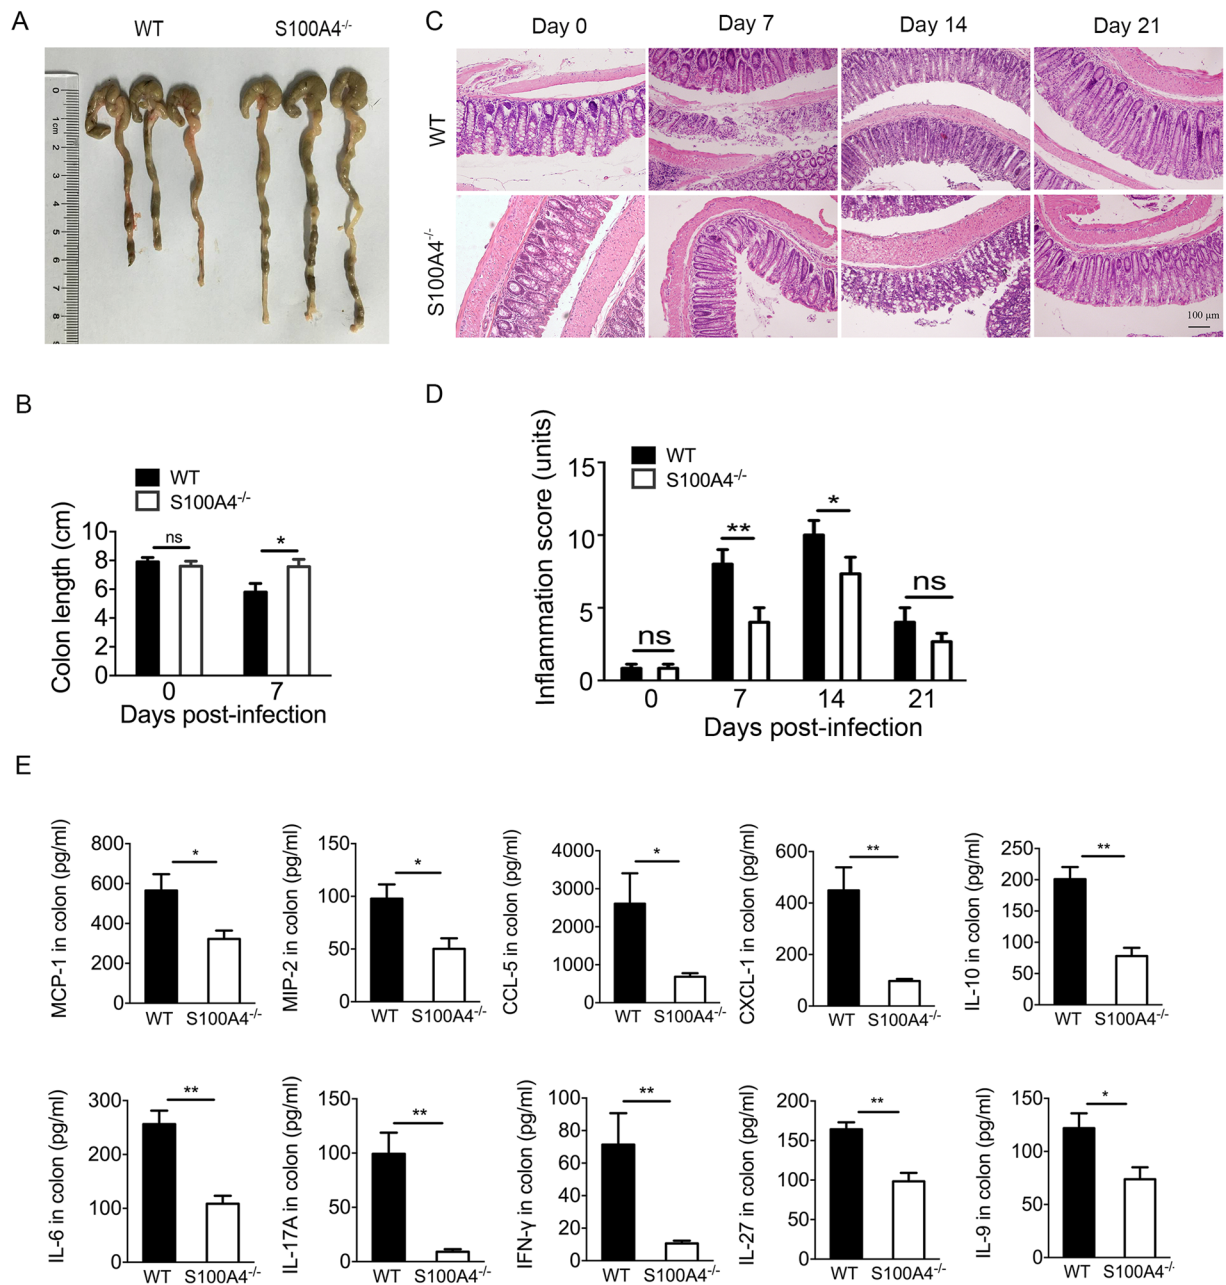 A
WT S100A4-/-
0
1cm
2
3
4
5
6
7
8
C
Day 0 Day 7 Day 14 Day 21
WT
S100A4-/-
100 μm
B
WT
S100A4-/-
Colon length (cm)
10
8
6
4
2
0
ns *
0 7
Days post-infection
D
WT
S100A4-/-
Inflammation score (units)
15
10
5
0
ns ** * ns
0 7 14 21
Days post-infection
E
MCP-1 in colon (pg/ml)
800
600
400
200
0
*
WT S100A4-/-
MIP-2 in colon (pg/ml)
150
100
50
0
*
WT S100A4-/-
CCL-5 in colon (pg/ml)
4000
3000
2000
1000
0
*
WT S100A4-/-
CXCL-1 in colon (pg/ml)
600
400
200
0
**
WT S100A4-/-
IL-10 in colon (pg/ml)
250
200
150
100
50
0
**
WT S100A4-/-
IL-6 in colon (pg/ml)
300
200
100
0
**
WT S100A4-/-
IL-17A in colon (pg/ml)
150
100
50
0
**
WT S100A4-/-
IFN-γ in colon (pg/ml)
100
80
60
40
20
0
**
WT S100A4-/-
IL-27 in colon (pg/ml)
200
150
100
50
0
**
WT S100A4-/-
IL-9 in colon (pg/ml)
150
100
50
0
*
WT S100A4-/-